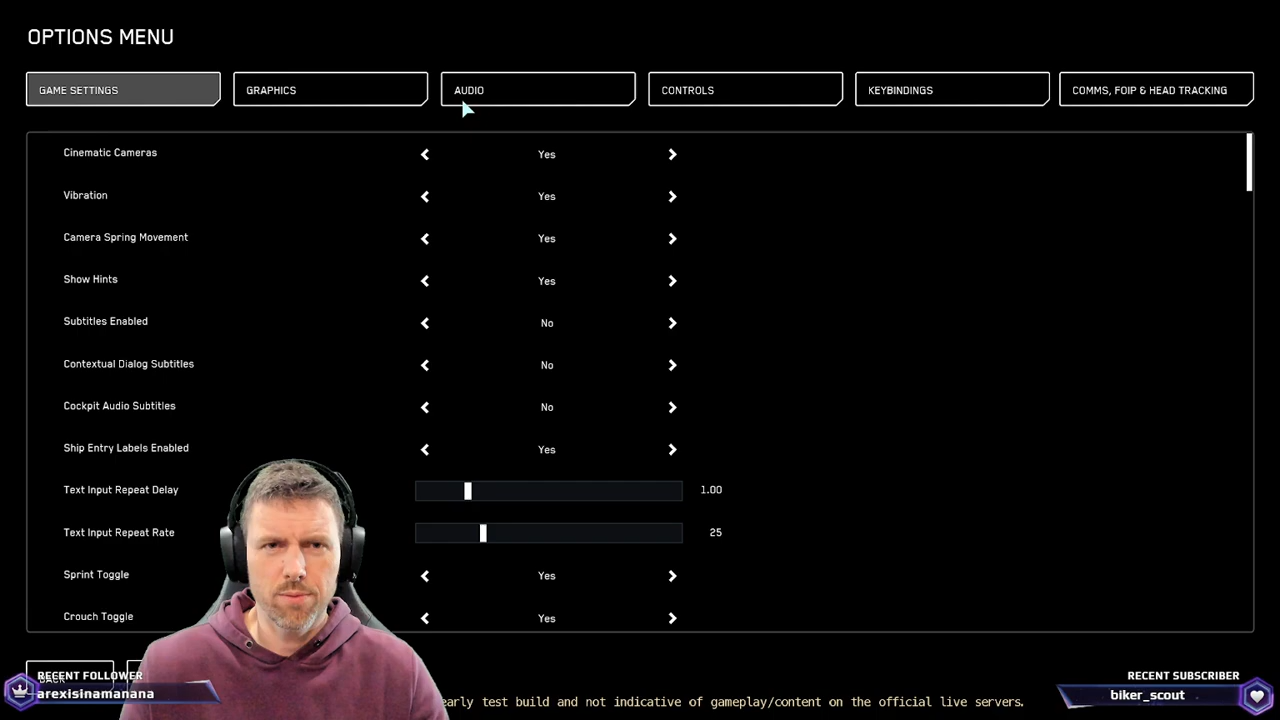 OPTIONS MENU
GAME SETTINGS
GRAPHICS
AUDIO
CONTROLS
KEYBINDINGS
COMMS, FOIP & HEAD TRACKING
Cinematic Cameras Yes
Vibration Yes
Camera Spring Movement Yes
Show Hints Yes
Subtitles Enabled No
Contextual Dialog Subtitles No
Cockpit Audio Subtitles No
Ship Entry Labels Enabled Yes
Text Input Repeat Delay 1.00
Text Input Repeat Rate 25
Sprint Toggle Yes
Crouch Toggle Yes
RECENT FOLLOWER
arexisinamanana
early test build and not indicative of gameplay/content on the official live servers.
RECENT SUBSCRIBER
biker_scout